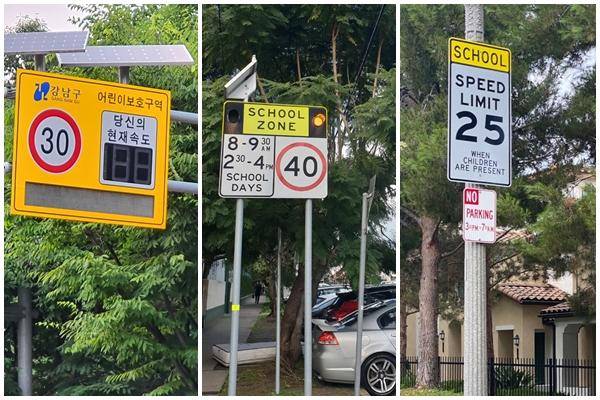 강남구
GANG NAM GU
어린이보호구역
30
당신의
현재속도
SCHOOL
ZONE
8-9 30 AM
2 30-4 PM
SCHOOL
DAYS
40
SCHOOL
SPEED
LIMIT
25
WHEN
CHILDREN
ARE PRESENT
NO
PARKING